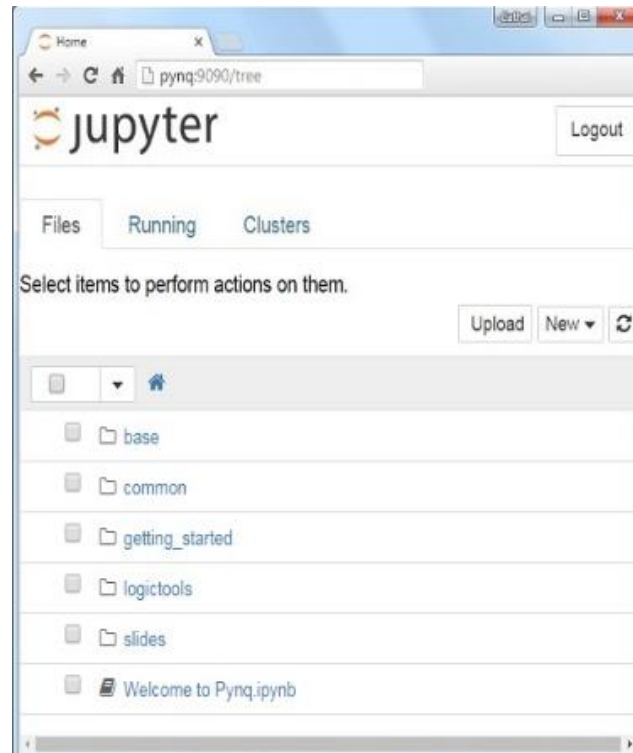 Home
pynq:9090/tree
jupyter
Logout
Files Running Clusters
Select items to perform actions on them.
Upload New
base
common
getting_started
logictools
slides
Welcome to Pynq.ipynb